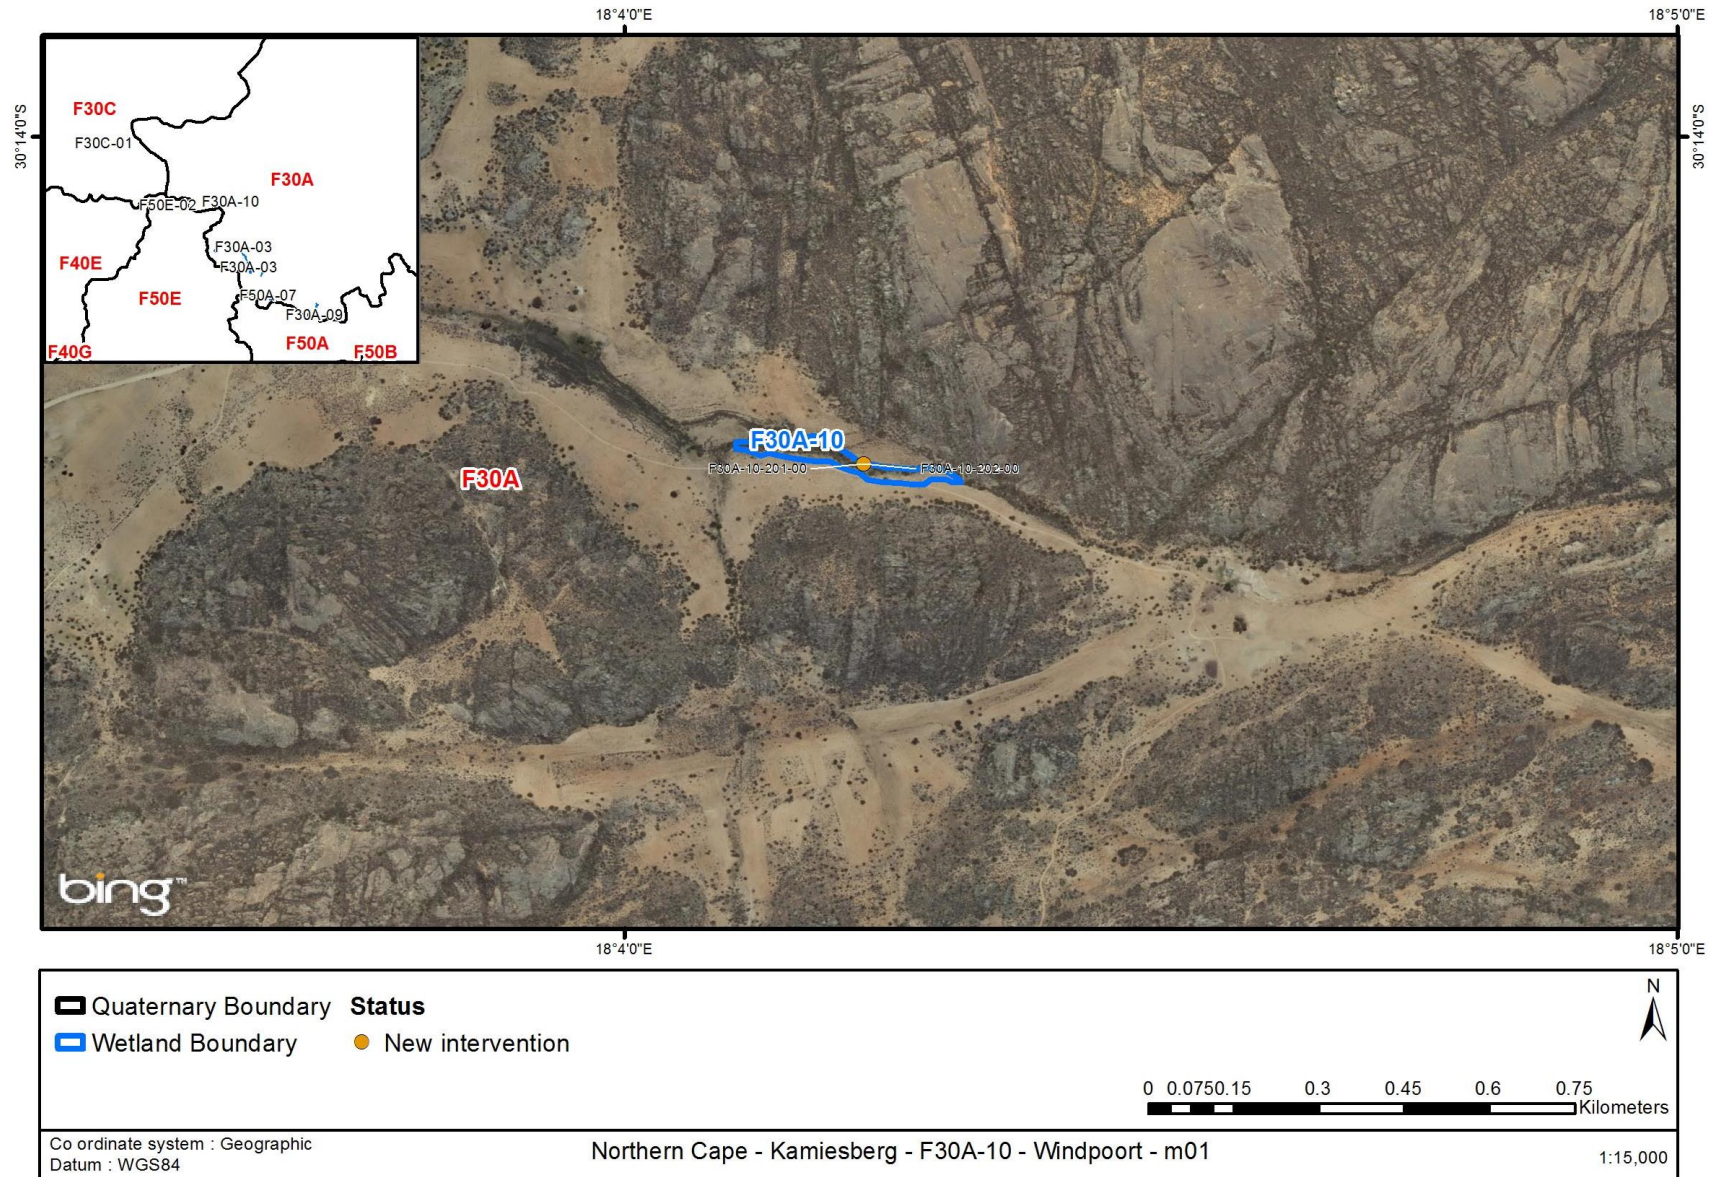 18°4'0"E
18°5'0"E
30°14'0"S
30°14'0"S
F30C
F30C-01
F30A
F50E-02
F30A-10
F30A-03
F40E
F30A-03
F50E
F50A-07
F30A-09
F50A
F40G
F50B
F30A-10
F30A-10-201-00
F30A-10-202-00
F30A
bing™
18°4'0"E
18°5'0"E
Quaternary Boundary
Status
Wetland Boundary
New intervention
N
0 0.075 0.15 0.3 0.45 0.6 0.75
Kilometers
Co ordinate system : Geographic
Datum : WGS84
Northern Cape - Kamiesberg - F30A-10 - Windpoort - m01
1:15,000